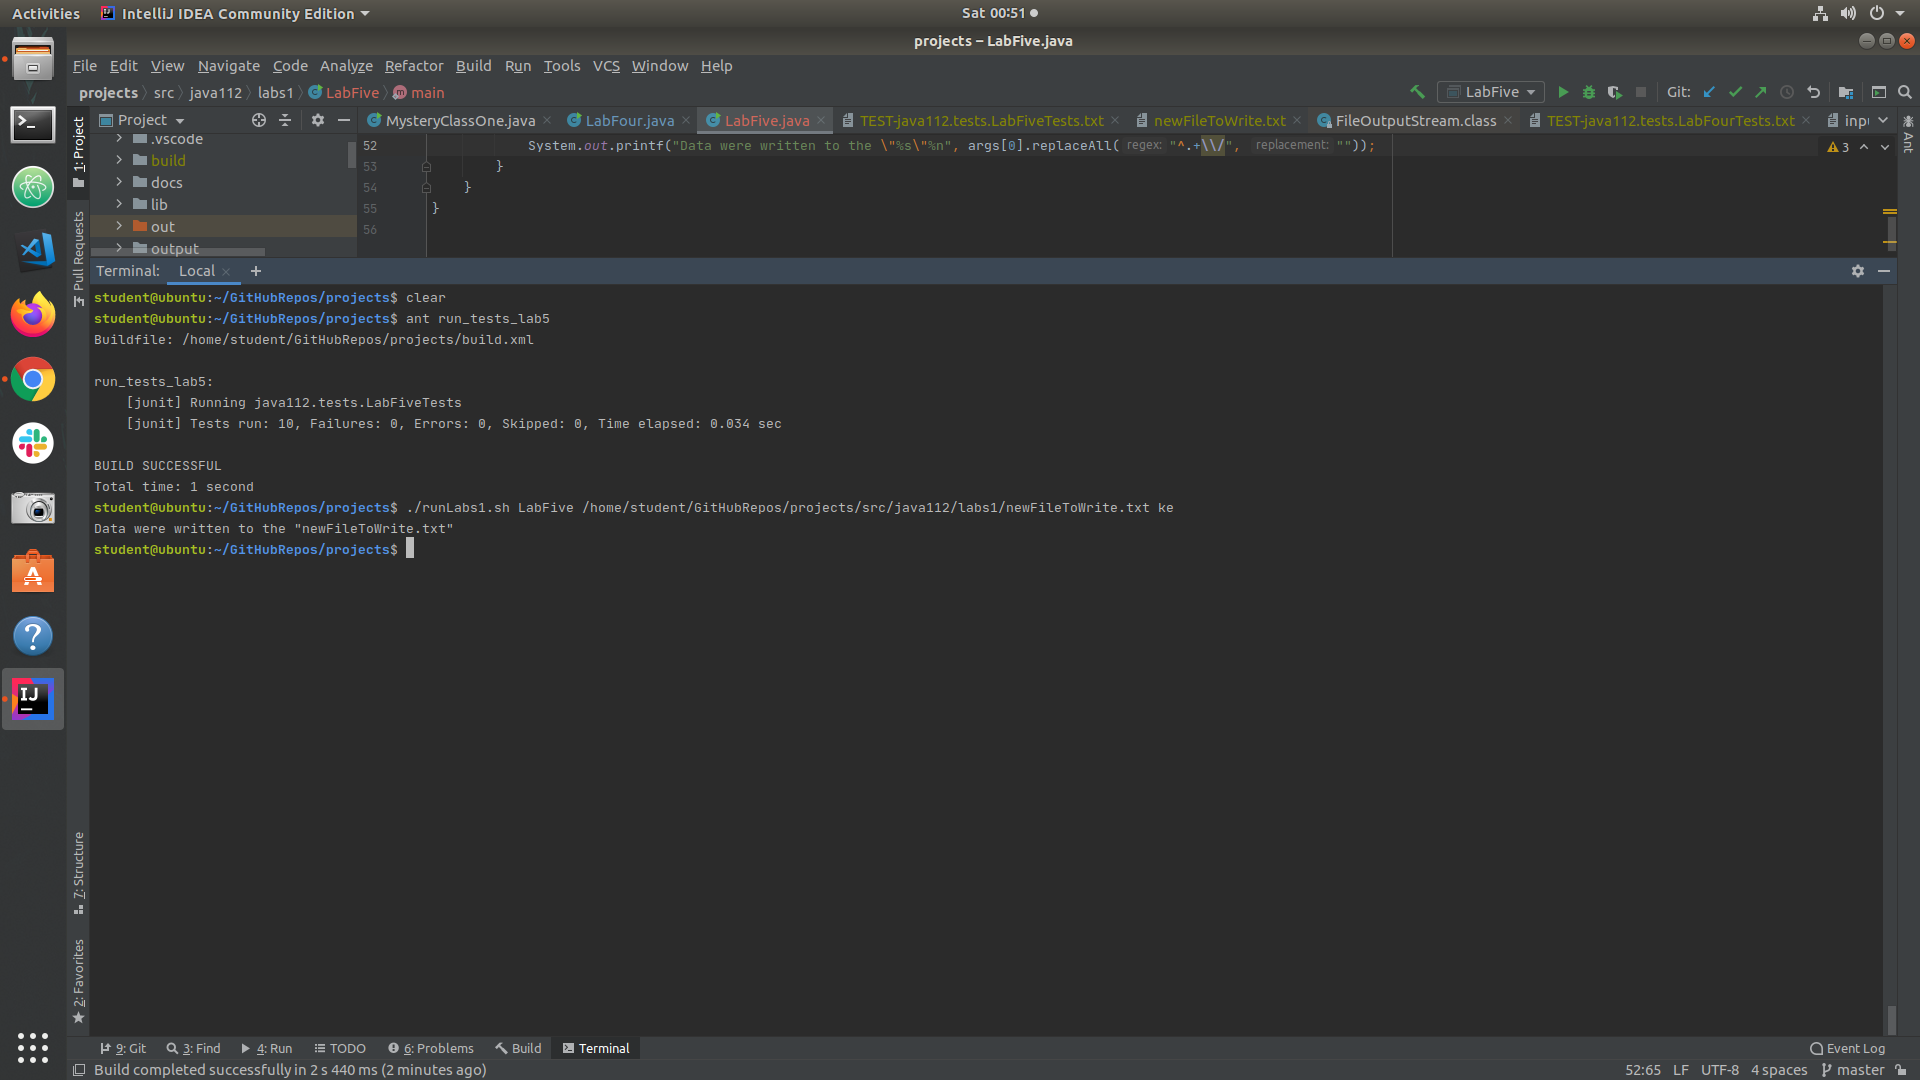 Activities IntelliJ IDEA Community Edition Sat 00:51
projects – LabFive.java
File Edit View Navigate Code Analyze Refactor Build Run Tools VCS Window Help
projects src java112 labs1 LabFive main LabFive Git:
Project MysteryClassOne.java LabFour.java LabFive.java TEST-java112.tests.LabFiveTests.txt newFileToWrite.txt FileOutputStream.class TEST-java112.tests.LabFourTests.txt inpu
1: Project
Pull Requests
7: Structure
2: Favorites
Ant
.vscode
build
docs
lib
out
output
52 System.out.printf("Data were written to the \"%s\"%n", args[0].replaceAll( regex: "^.+\\/", replacement: ""));
3
53 }
54 }
55 }
56
Terminal: Local +
student@ubuntu:~/GitHubRepos/projects$ clear
student@ubuntu:~/GitHubRepos/projects$ ant run_tests_lab5
Buildfile: /home/student/GitHubRepos/projects/build.xml
run_tests_lab5:
[junit] Running java112.tests.LabFiveTests
[junit] Tests run: 10, Failures: 0, Errors: 0, Skipped: 0, Time elapsed: 0.034 sec
BUILD SUCCESSFUL
Total time: 1 second
student@ubuntu:~/GitHubRepos/projects$ ./runLabs1.sh LabFive /home/student/GitHubRepos/projects/src/java112/labs1/newFileToWrite.txt ke
Data were written to the "newFileToWrite.txt"
student@ubuntu:~/GitHubRepos/projects$
IJ
9: Git 3: Find 4: Run TODO 6: Problems Build Terminal Event Log
Build completed successfully in 2 s 440 ms (2 minutes ago) 52:65 LF UTF-8 4 spaces master